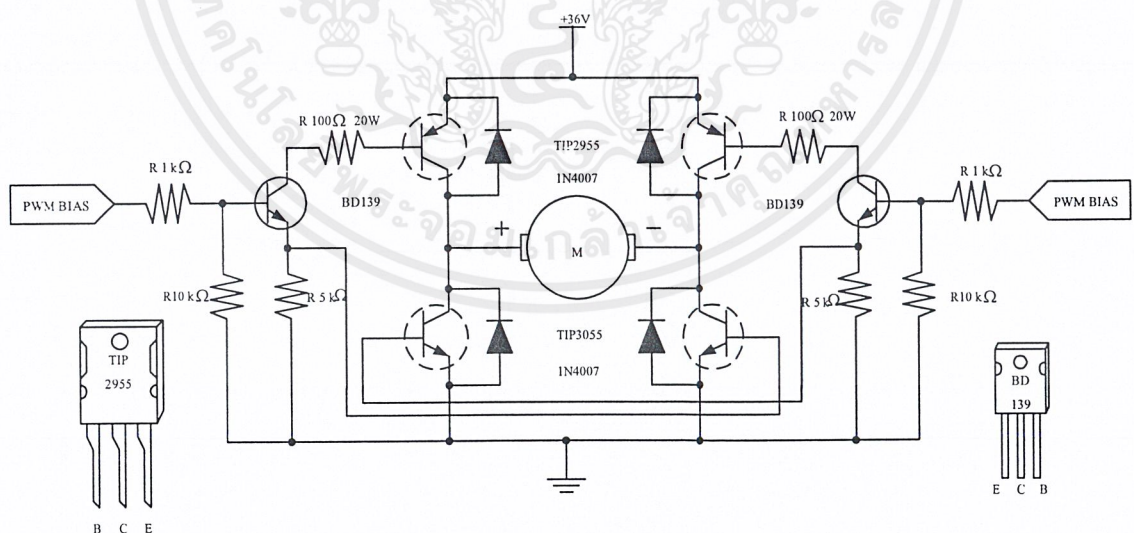 +36V
R 100Ω 20W
R 100Ω 20W
TIP2955
R 1 kΩ
R 1 kΩ
1N4007
PWM BIAS
BD139
BD139
PWM BIAS
+
−
M
R10 kΩ
R 5 kΩ
R 5 kΩ
R10 kΩ
TIP3055
TIP
2955
1N4007
BD
139
E C B
B C E